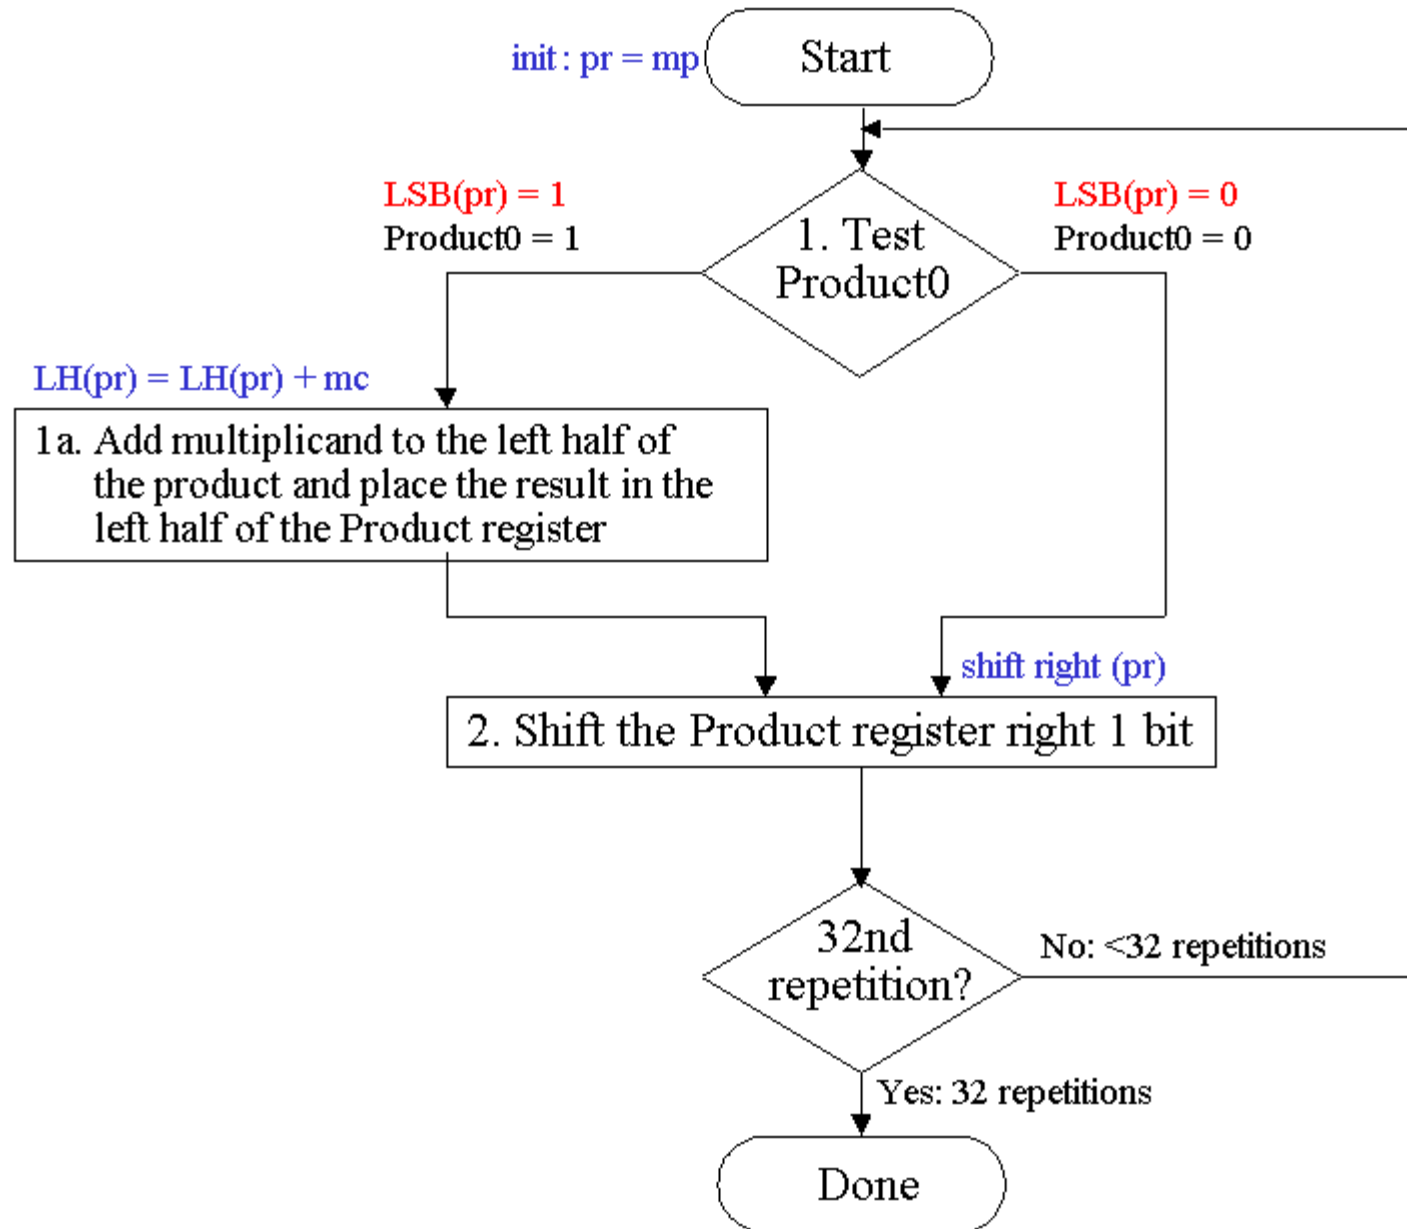 init: pr = mp
Start
LSB(pr) = 1
Product0 = 1
1. Test
Product0
LSB(pr) = 0
Product0 = 0
LH(pr) = LH(pr) + mc
1a. Add multiplicand to the left half of
the product and place the result in the
left half of the Product register
shift right (pr)
2. Shift the Product register right 1 bit
32nd
repetition?
No: <32 repetitions
Yes: 32 repetitions
Done